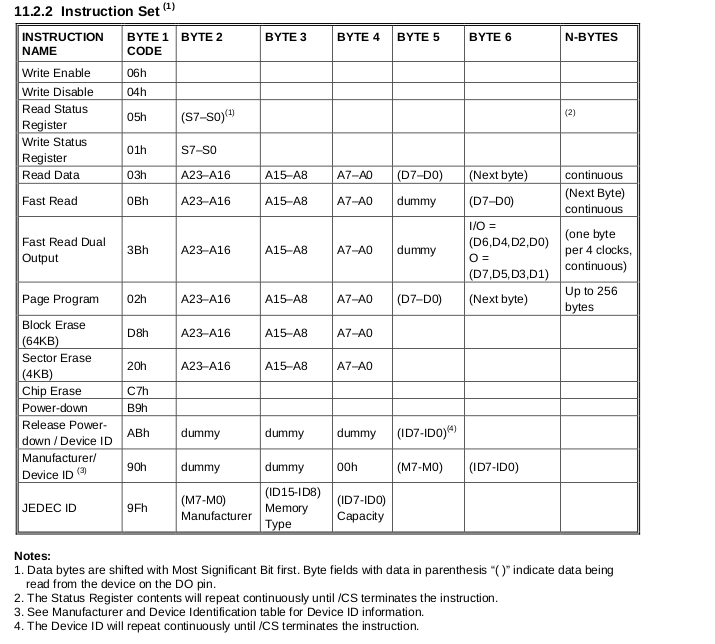 11.2.2 Instruction Set (1)
INSTRUCTION NAME BYTE 1 CODE BYTE 2 BYTE 3 BYTE 4 BYTE 5 BYTE 6 N-BYTES
Write Enable 06h
Write Disable 04h
Read Status Register 05h (S7–S0)(1) (2)
Write Status Register 01h S7–S0
Read Data 03h A23–A16 A15–A8 A7–A0 (D7–D0) (Next byte) continuous
Fast Read 0Bh A23–A16 A15–A8 A7–A0 dummy (D7–D0) (Next Byte) continuous
Fast Read Dual Output 3Bh A23–A16 A15–A8 A7–A0 dummy I/O = (D6,D4,D2,D0) O = (D7,D5,D3,D1) (one byte per 4 clocks, continuous)
Page Program 02h A23–A16 A15–A8 A7–A0 (D7–D0) (Next byte) Up to 256 bytes
Block Erase (64KB) D8h A23–A16 A15–A8 A7–A0
Sector Erase (4KB) 20h A23–A16 A15–A8 A7–A0
Chip Erase C7h
Power-down B9h
Release Power-down / Device ID ABh dummy dummy dummy (ID7-ID0)(4)
Manufacturer/ Device ID (3) 90h dummy dummy 00h (M7-M0) (ID7-ID0)
JEDEC ID 9Fh (M7-M0) Manufacturer (ID15-ID8) Memory Type (ID7-ID0) Capacity
Notes:
1. Data bytes are shifted with Most Significant Bit first. Byte fields with data in parenthesis “( )” indicate data being
read from the device on the DO pin.
2. The Status Register contents will repeat continuously until /CS terminates the instruction.
3. See Manufacturer and Device Identification table for Device ID information.
4. The Device ID will repeat continuously until /CS terminates the instruction.